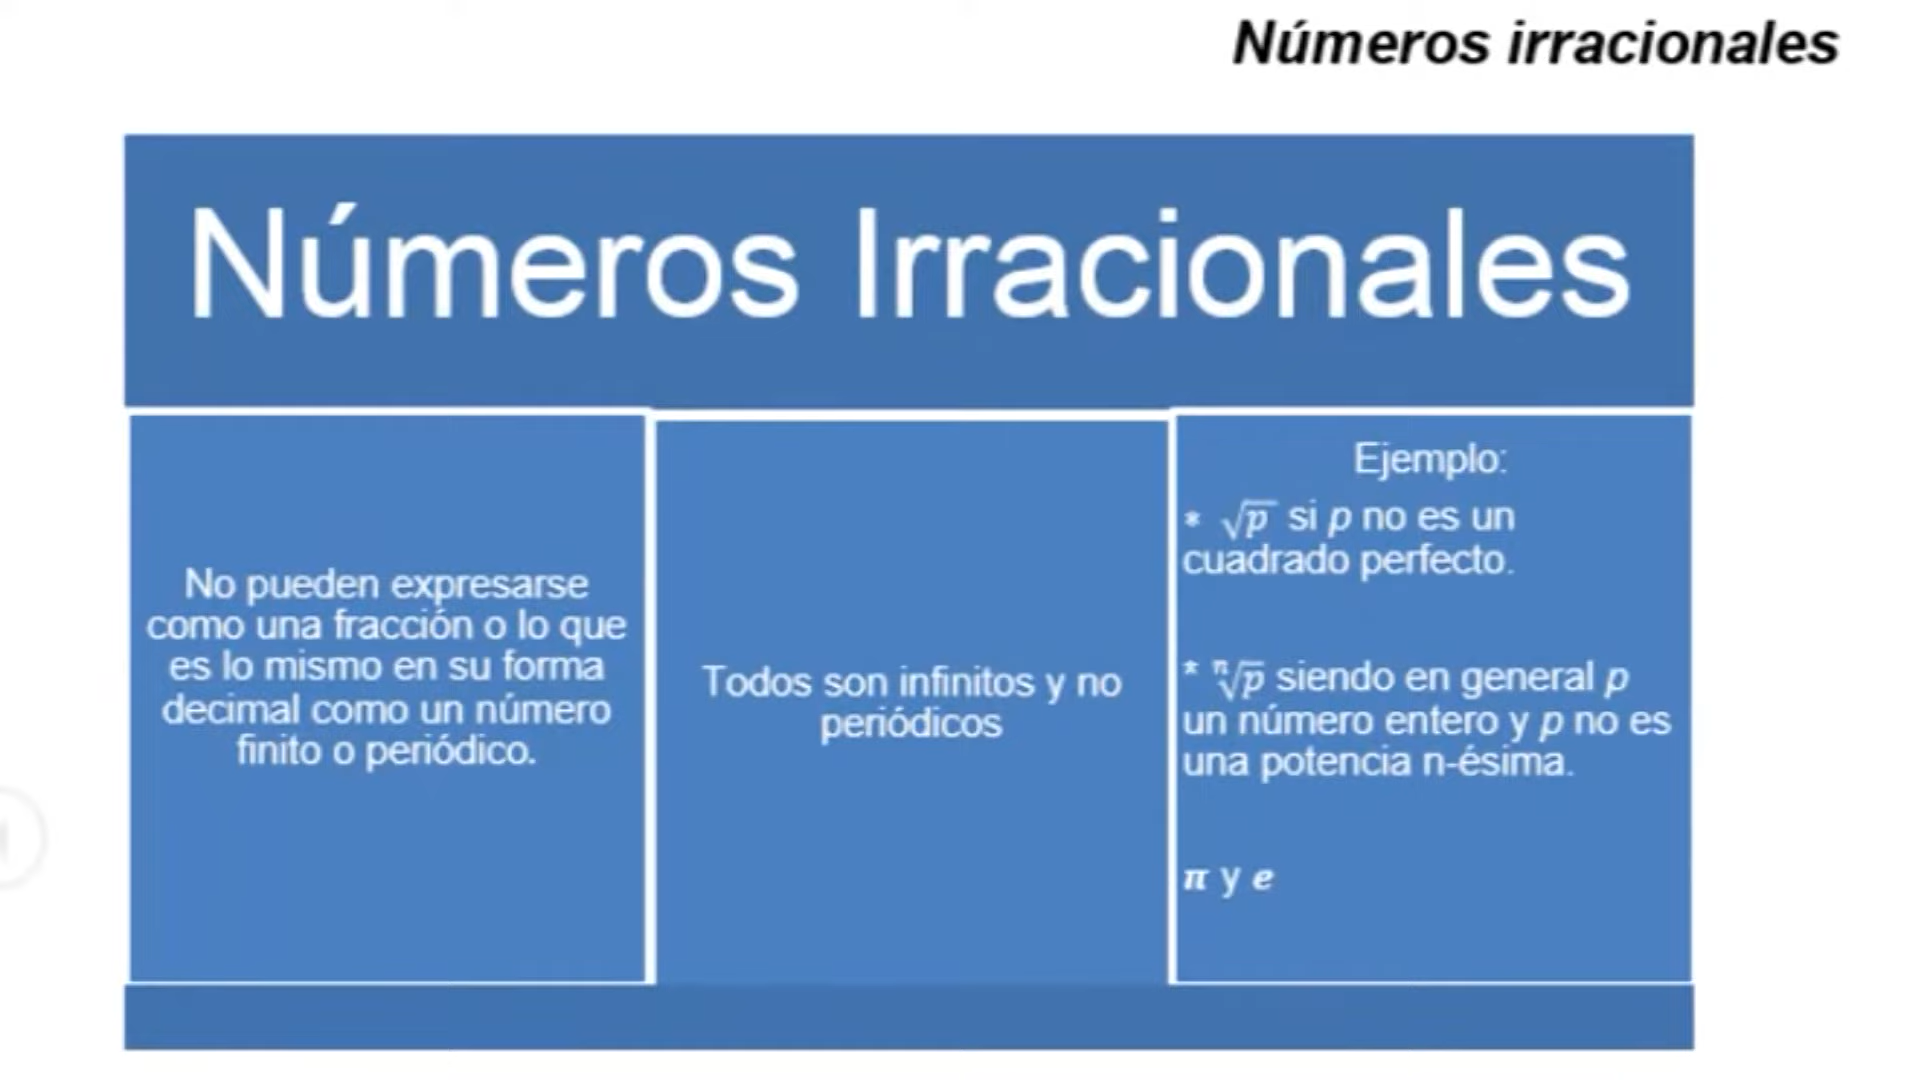 Números irracionales
Números Irracionales
No pueden expresarse
como una fracción o lo que
es lo mismo en su forma
decimal como un número
finito o periódico.
Todos son infinitos y no
periódicos
Ejemplo:
* √p si p no es un
cuadrado perfecto.
* ⁿ√p siendo en general p
un número entero y p no es
una potencia n-ésima.
π y e